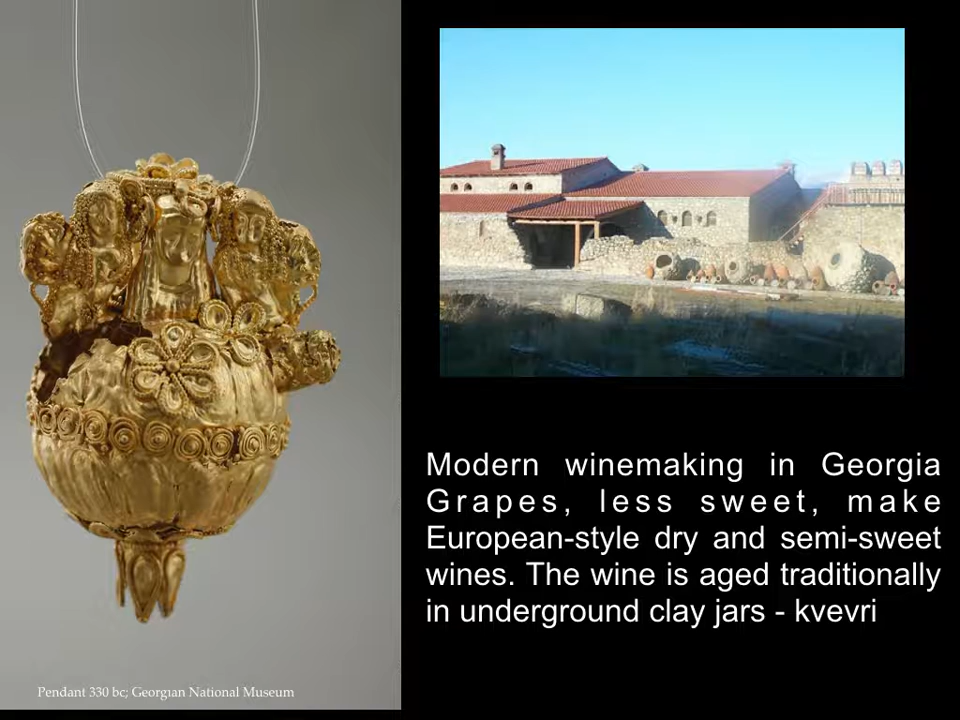 Modern winemaking in Georgia
Grapes, less sweet, make
European-style dry and semi-sweet
wines. The wine is aged traditionally
in underground clay jars - kvevri
Pendant 330 bc; Georgian National Museum